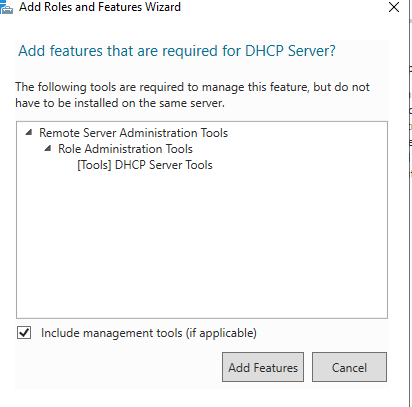 Add Roles and Features Wizard
Add features that are required for DHCP Server?
The following tools are required to manage this feature, but do not
have to be installed on the same server.
Remote Server Administration Tools
Role Administration Tools
[Tools] DHCP Server Tools
Include management tools (if applicable)
Add Features
Cancel